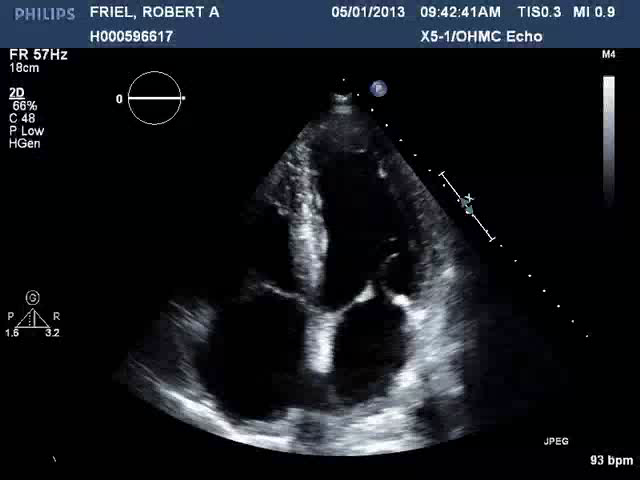 PHILIPS FRIEL, ROBERT A 05/01/2013 09:42:41AM TIS0.3 MI 0.9
H000596617 X5-1/OHMC Echo
FR 57Hz
18cm
M4
P
0
2D
66%
C 48
P Low
HGen
X
G
P R
1.6 3.2
JPEG
93 bpm